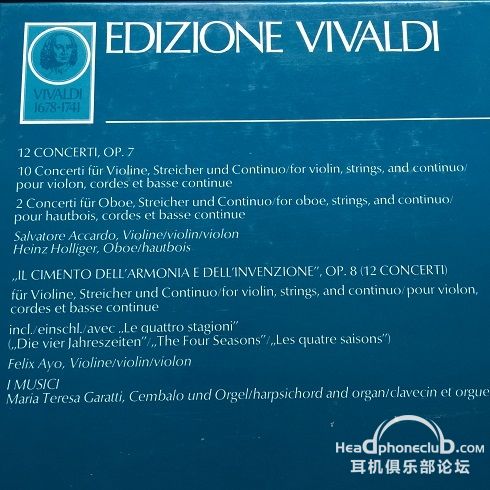 EDIZIONE VIVALDI
VIVALDI
1678-1741
12 CONCERTI, OP. 7
10 Concerti für Violine, Streicher und Continuo/for violin, strings, and continuo/
pour violon, cordes et basse continue
2 Concerti für Oboe, Streicher und Continuo/for oboe, strings, and continuo/
pour hautbois, cordes et basse continue
Salvatore Accardo, Violine/violin/violon
Heinz Holliger, Oboe/hautbois
„IL CIMENTO DELL'ARMONIA E DELL'INVENZIONE”, OP. 8 (12 CONCERTI)
für Violine, Streicher und Continuo/for violin, strings, and continuo/pour violon,
cordes et basse continue
incl./einschl./avec „Le quattro stagioni”
(„Die vier Jahreszeiten”/„The Four Seasons”/„Les quatre saisons”)
Felix Ayo, Violine/violin/violon
I MUSICI
Maria Teresa Garatti, Cembalo und Orgel/harpsichord and organ/clavecin et orgue
Headphoneclub.com
耳机俱乐部论坛